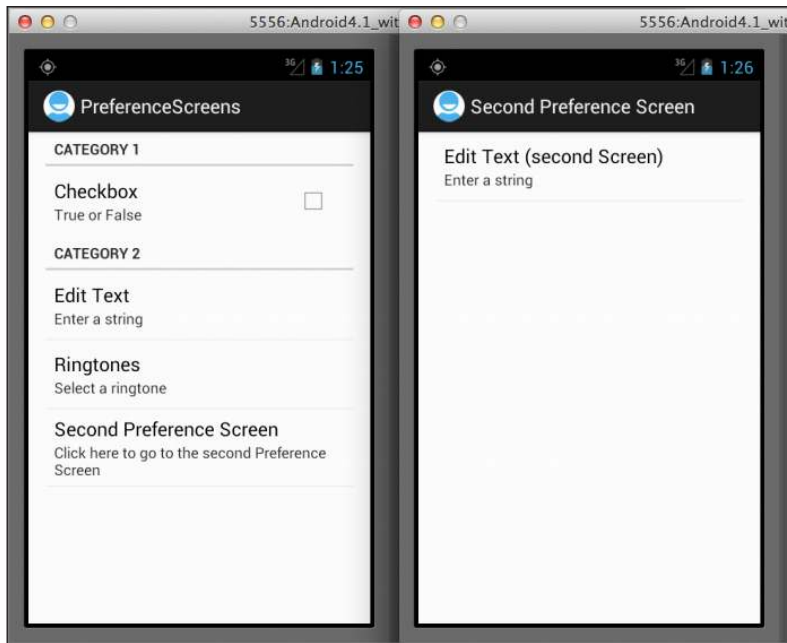 5556:Android4.1_wit
3G 1:25
PreferenceScreens
CATEGORY 1
Checkbox
True or False
CATEGORY 2
Edit Text
Enter a string
Ringtones
Select a ringtone
Second Preference Screen
Click here to go to the second Preference
Screen
5556:Android4.1_wit
3G 1:26
Second Preference Screen
Edit Text (second Screen)
Enter a string